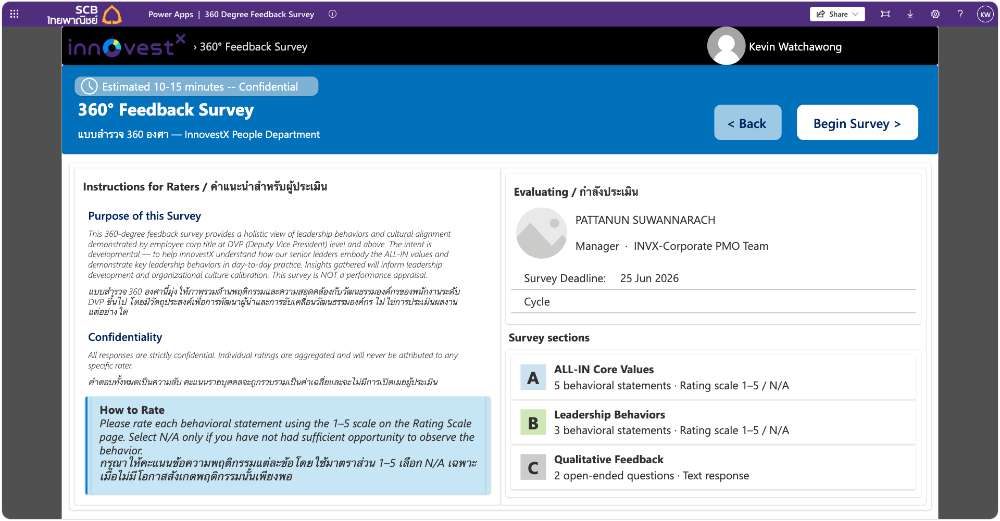 SCB
ไทยพาณิชย์
Power Apps | 360 Degree Feedback Survey
Share
KW
innovestx › 360° Feedback Survey
Kevin Watchawong
Estimated 10-15 minutes -- Confidential
360° Feedback Survey
แบบสำรวจ 360 องศา — InnovestX People Department
< Back
Begin Survey >
Instructions for Raters / คำแนะนำสำหรับผู้ประเมิน
Purpose of this Survey
This 360-degree feedback survey provides a holistic view of leadership behaviors and cultural alignment
demonstrated by employee corp.title at DVP (Deputy Vice President) level and above. The intent is
developmental — to help InnovestX understand how our senior leaders embody the ALL-IN values and
demonstrate key leadership behaviors in day-to-day practice. Insights gathered will inform leadership
development and organizational culture calibration. This survey is NOT a performance appraisal.
แบบสำรวจ 360 องศานี้มุ่งให้ภาพรวมด้านพฤติกรรมและความสอดคล้องกับวัฒนธรรมองค์กรของพนักงานระดับ
DVP ขึ้นไป โดยมีวัตถุประสงค์เพื่อการพัฒนาผู้นำและการขับเคลื่อนวัฒนธรรมองค์กร ไม่ใช่การประเมินผลงาน
แต่อย่างใด
Confidentiality
All responses are strictly confidential. Individual ratings are aggregated and will never be attributed to any
specific rater.
คำตอบทั้งหมดเป็นความลับ คะแนนรายบุคคลจะถูกรวบรวมเป็นค่าเฉลี่ยและจะไม่มีการเปิดเผยผู้ประเมิน
How to Rate
Please rate each behavioral statement using the 1–5 scale on the Rating Scale
page. Select N/A only if you have not had sufficient opportunity to observe the
behavior.
กรุณาให้คะแนนข้อความพฤติกรรมแต่ละข้อโดยใช้มาตราส่วน 1–5 เลือก N/A เฉพาะ
เมื่อไม่มีโอกาสสังเกตพฤติกรรมนั้นเพียงพอ
Evaluating / กำลังประเมิน
PATTANUN SUWANNARACH
Manager · INVX-Corporate PMO Team
Survey Deadline: 25 Jun 2026
Cycle
Survey sections
A
ALL-IN Core Values
5 behavioral statements · Rating scale 1–5 / N/A
B
Leadership Behaviors
3 behavioral statements · Rating scale 1–5 / N/A
C
Qualitative Feedback
2 open-ended questions · Text response